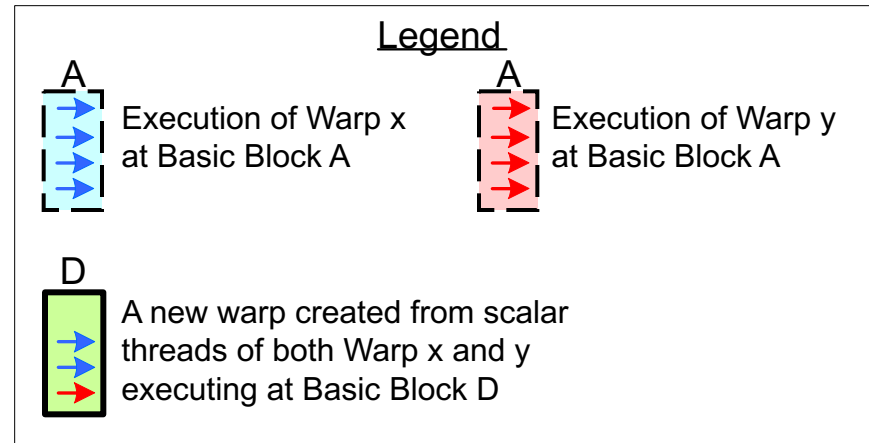 Legend
A
Execution of Warp x
at Basic Block A
A
Execution of Warp y
at Basic Block A
D
A new warp created from scalar
threads of both Warp x and y
executing at Basic Block D